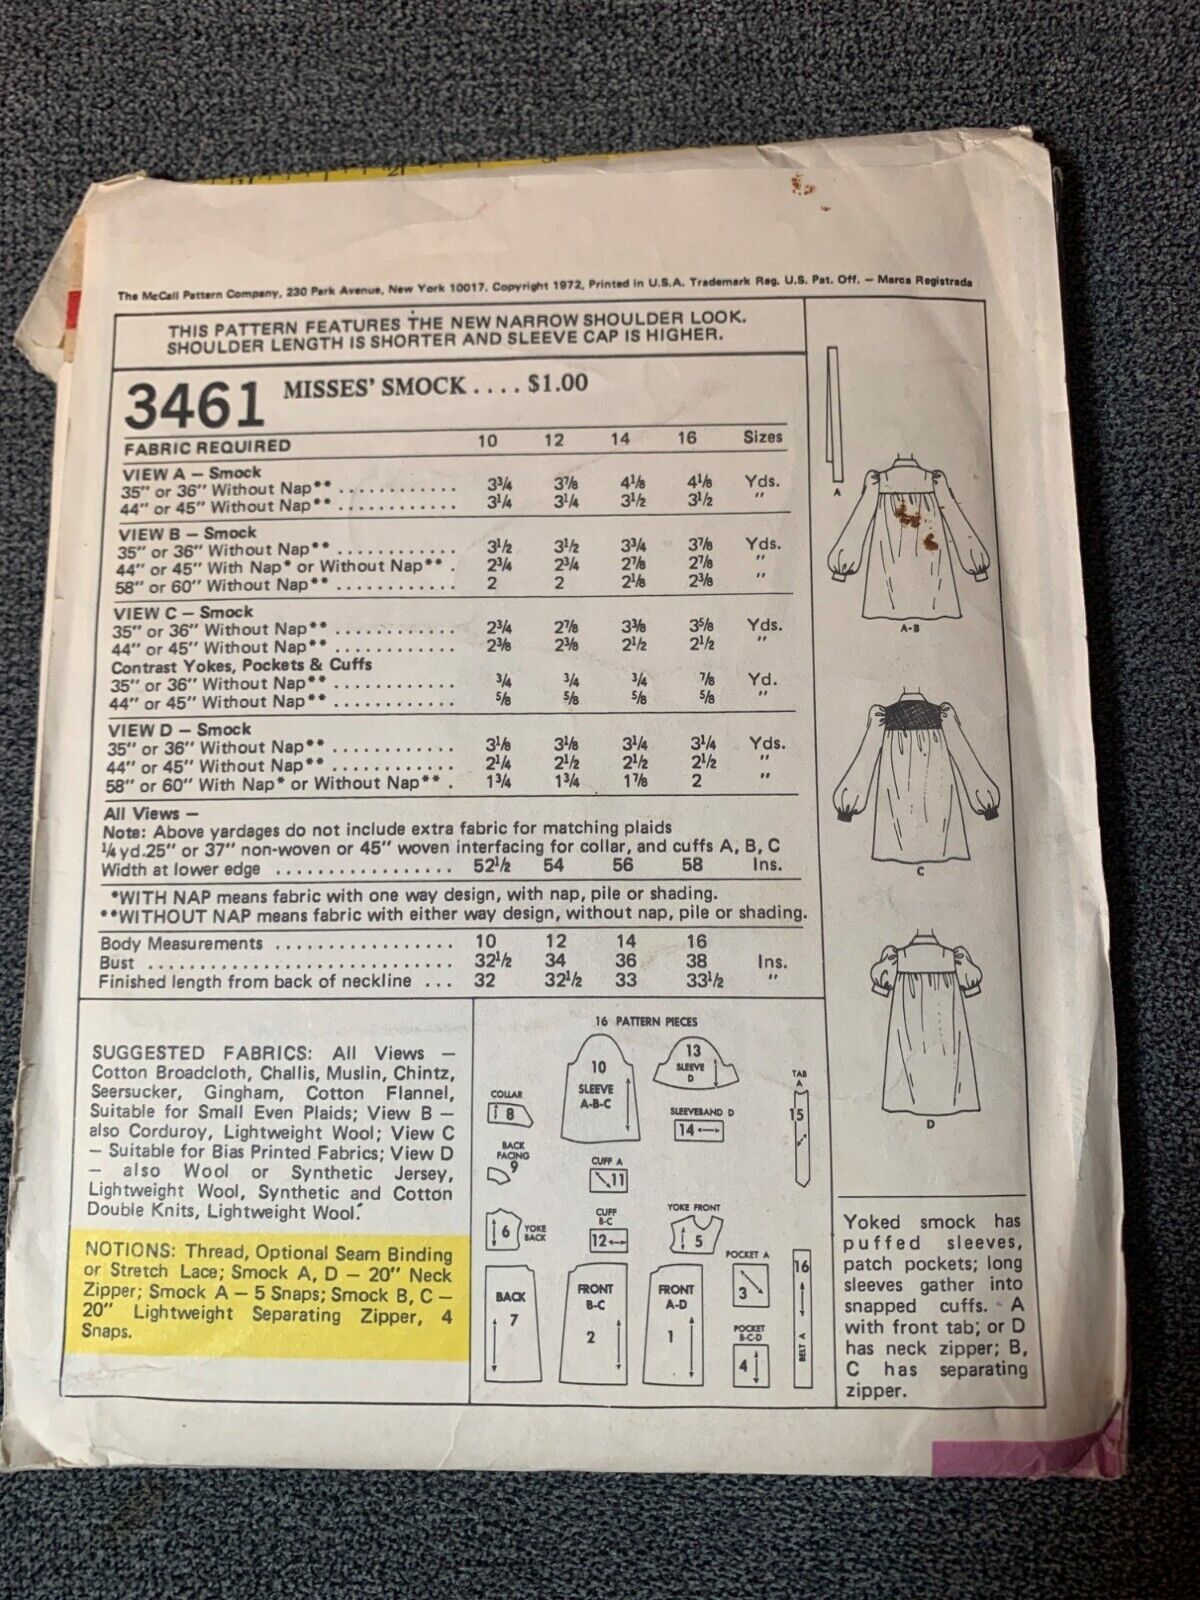 The McCall Pattern Company, 230 Park Avenue, New York 10017. Copyright 1972, Printed in U.S.A. Trademark Reg. U.S. Pat. Off. — Marca Registrada
THIS PATTERN FEATURES THE NEW NARROW SHOULDER LOOK.
SHOULDER LENGTH IS SHORTER AND SLEEVE CAP IS HIGHER.
3461 MISSES' SMOCK .... $1.00
FABRIC REQUIRED 10 12 14 16 Sizes
VIEW A — Smock
35" or 36" Without Nap** ............ 3¾ 3⅞ 4⅛ 4⅛ Yds.
44" or 45" Without Nap** ............ 3¼ 3¼ 3½ 3½ "
VIEW B — Smock
35" or 36" Without Nap** ............ 3½ 3½ 3¾ 3⅞ Yds.
44" or 45" With Nap* or Without Nap** . 2¾ 2¾ 2⅞ 2⅞ "
58" or 60" Without Nap** ............ 2 2 2⅛ 2⅜ "
VIEW C — Smock
35" or 36" Without Nap** ............ 2¾ 2⅞ 3⅜ 3⅝ Yds.
44" or 45" Without Nap** ............ 2⅜ 2⅜ 2½ 2½ "
Contrast Yokes, Pockets & Cuffs
35" or 36" Without Nap** ............ ¾ ¾ ¾ ⅞ Yd.
44" or 45" Without Nap** ............ ⅝ ⅝ ⅝ ⅝ "
VIEW D — Smock
35" or 36" Without Nap** ............ 3⅛ 3⅛ 3¼ 3¼ Yds.
44" or 45" Without Nap** ............ 2¼ 2½ 2½ 2½ "
58" or 60" With Nap* or Without Nap** . 1¾ 1¾ 1⅞ 2 "
All Views —
Note: Above yardages do not include extra fabric for matching plaids
¼ yd.25" or 37" non-woven or 45" woven interfacing for collar, and cuffs A, B, C
Width at lower edge ................. 52½ 54 56 58 Ins.
*WITH NAP means fabric with one way design, with nap, pile or shading.
**WITHOUT NAP means fabric with either way design, without nap, pile or shading.
Body Measurements .................. 10 12 14 16
Bust .............................. 32½ 34 36 38 Ins.
Finished length from back of neckline ... 32 32½ 33 33½ "
A
A-B
C
D
SUGGESTED FABRICS: All Views —
Cotton Broadcloth, Challis, Muslin, Chintz,
Seersucker, Gingham, Cotton Flannel,
Suitable for Small Even Plaids; View B —
also Corduroy, Lightweight Wool; View C
— Suitable for Bias Printed Fabrics; View D
— also Wool or Synthetic Jersey,
Lightweight Wool, Synthetic and Cotton
Double Knits, Lightweight Wool.
NOTIONS: Thread, Optional Seam Binding
or Stretch Lace; Smock A, D — 20" Neck
Zipper; Smock A — 5 Snaps; Smock B, C —
20" Lightweight Separating Zipper, 4
Snaps.
16 PATTERN PIECES
COLLAR
8
10
SLEEVE
A-B-C
13
SLEEVE
D
TAB
A
15
SLEEVEBAND D
14
BACK
FACING
9
CUFF A
11
6
YOKE
BACK
CUFF
B-C
12
YOKE FRONT
5
BACK
7
FRONT
B-C
2
FRONT
A-D
1
POCKET A
3
POCKET
B-C-D
4
16
BELT A
Yoked smock has
puffed sleeves,
patch pockets; long
sleeves gather into
snapped cuffs. A
with front tab; or D
has neck zipper; B,
C has separating
zipper.